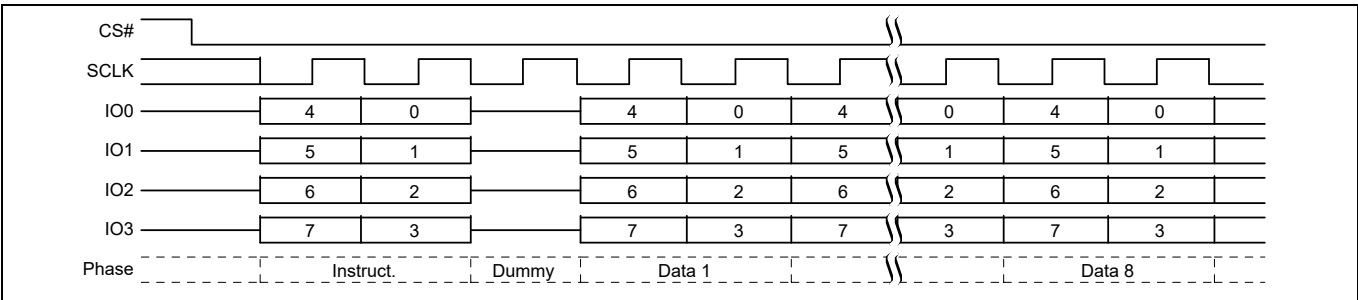 CS#
SCLK
IO0 4 0 4 0 4 0 4 0
IO1 5 1 5 1 5 1 5 1
IO2 6 2 6 2 6 2 6 2
IO3 7 3 7 3 7 3 7 3
Phase Instruct. Dummy Data 1 Data 8